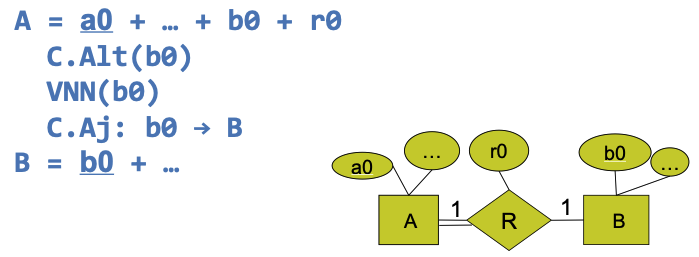 A = a0 + … + b0 + r0
C.Alt(b0)
VNN(b0)
C.Aj: b0 → B
B = b0 + …
a0
…
r0
b0
…
A
1
R
1
B